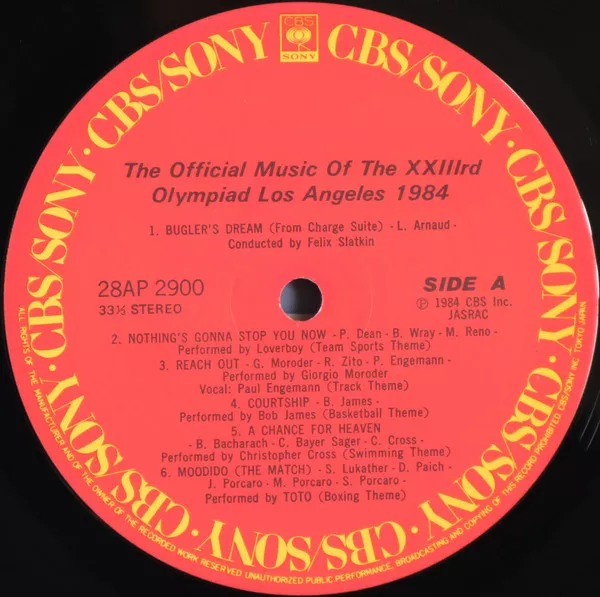 CBS
SONY
CBS/SONY · CBS/SONY · CBS/SONY · CBS/SONY · CBS/SONY · CBS/SONY · CBS/SONY · CBS/SONY
The Official Music Of The XXIIIrd
Olympiad Los Angeles 1984
1. BUGLER'S DREAM (From Charge Suite) - L. Arnaud -
Conducted by Felix Slatkin
28AP 2900
33⅓ STEREO
SIDE A
℗ 1984 CBS Inc.
JASRAC
2. NOTHING'S GONNA STOP YOU NOW - P. Dean - B. Wray - M. Reno -
Performed by Loverboy (Team Sports Theme)
3. REACH OUT - G. Moroder - R. Zito - P. Engemann -
Performed by Giorgio Moroder
Vocal: Paul Engemann (Track Theme)
4. COURTSHIP - B. James -
Performed by Bob James (Basketball Theme)
5. A CHANCE FOR HEAVEN
- B. Bacharach - C. Bayer Sager - C. Cross -
Performed by Christopher Cross (Swimming Theme)
6. MOODIDO (THE MATCH) - S. Lukather - D. Paich -
J. Porcaro - M. Porcaro - S. Porcaro -
Performed by TOTO (Boxing Theme)
ALL RIGHTS OF THE MANUFACTURER AND OF THE OWNER OF THE RECORDED WORK RESERVED. UNAUTHORIZED PUBLIC PERFORMANCE, BROADCASTING AND COPYING OF THIS RECORD PROHIBITED. CBS/SONY INC. TOKYO JAPAN